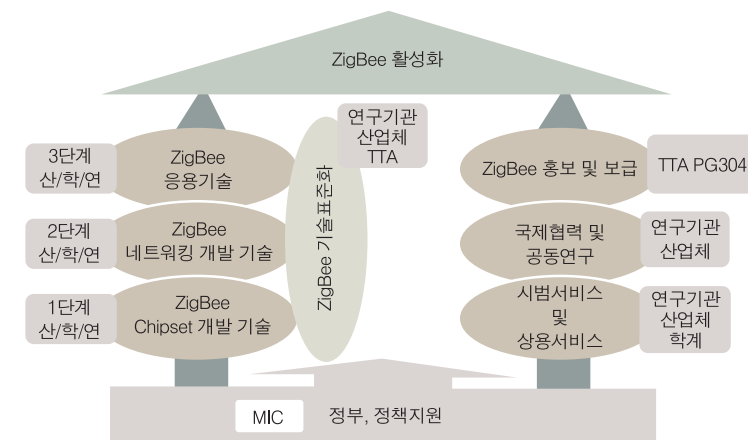 ZigBee 활성화
연구기관
산업체
TTA
3단계
산/학/연
ZigBee
응용기술
ZigBee 홍보 및 보급
TTA PG304
ZigBee 기술표준화
2단계
산/학/연
ZigBee
네트워킹 개발 기술
국제협력 및
공동연구
연구기관
산업체
1단계
산/학/연
ZigBee
Chipset 개발 기술
시범서비스
및
상용서비스
연구기관
산업체
학계
MIC
정부, 정책지원